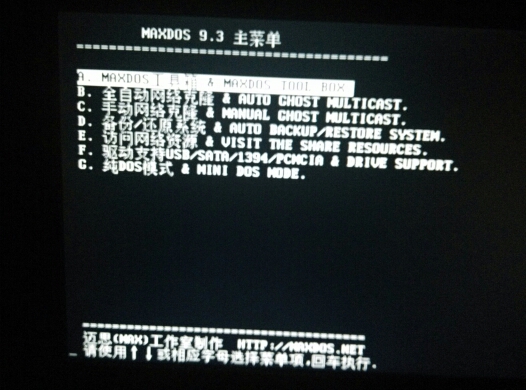 MAXDOS 9.3 主菜单
A. MAXDOS工具箱 & MAXDOS TOOL BOX
B. 全自动网络克隆 & AUTO GHOST MULTICAST.
C. 手动网络克隆 & MANUAL GHOST MULTICAST.
D. 备份/还原系统 & AUTO BACKUP/RESTORE SYSTEM.
E. 访问网络资源 & VISIT THE SHARE RESOURCES.
F. 驱动支持USB/SATA/1394/PCMCIA & DRIVE SUPPORT.
G. 纯DOS模式 & MINI DOS MODE.
迈思(MAX)工作室制作 HTTP://MAXDOS.NET
请使用↑↓或相应字母选择菜单项,回车执行.